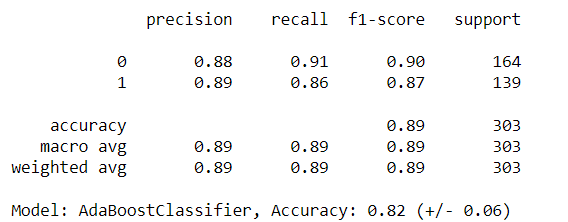 precision recall f1-score support
0 0.88 0.91 0.90 164
1 0.89 0.86 0.87 139
accuracy 0.89 303
macro avg 0.89 0.89 0.89 303
weighted avg 0.89 0.89 0.89 303
Model: AdaBoostClassifier, Accuracy: 0.82 (+/- 0.06)